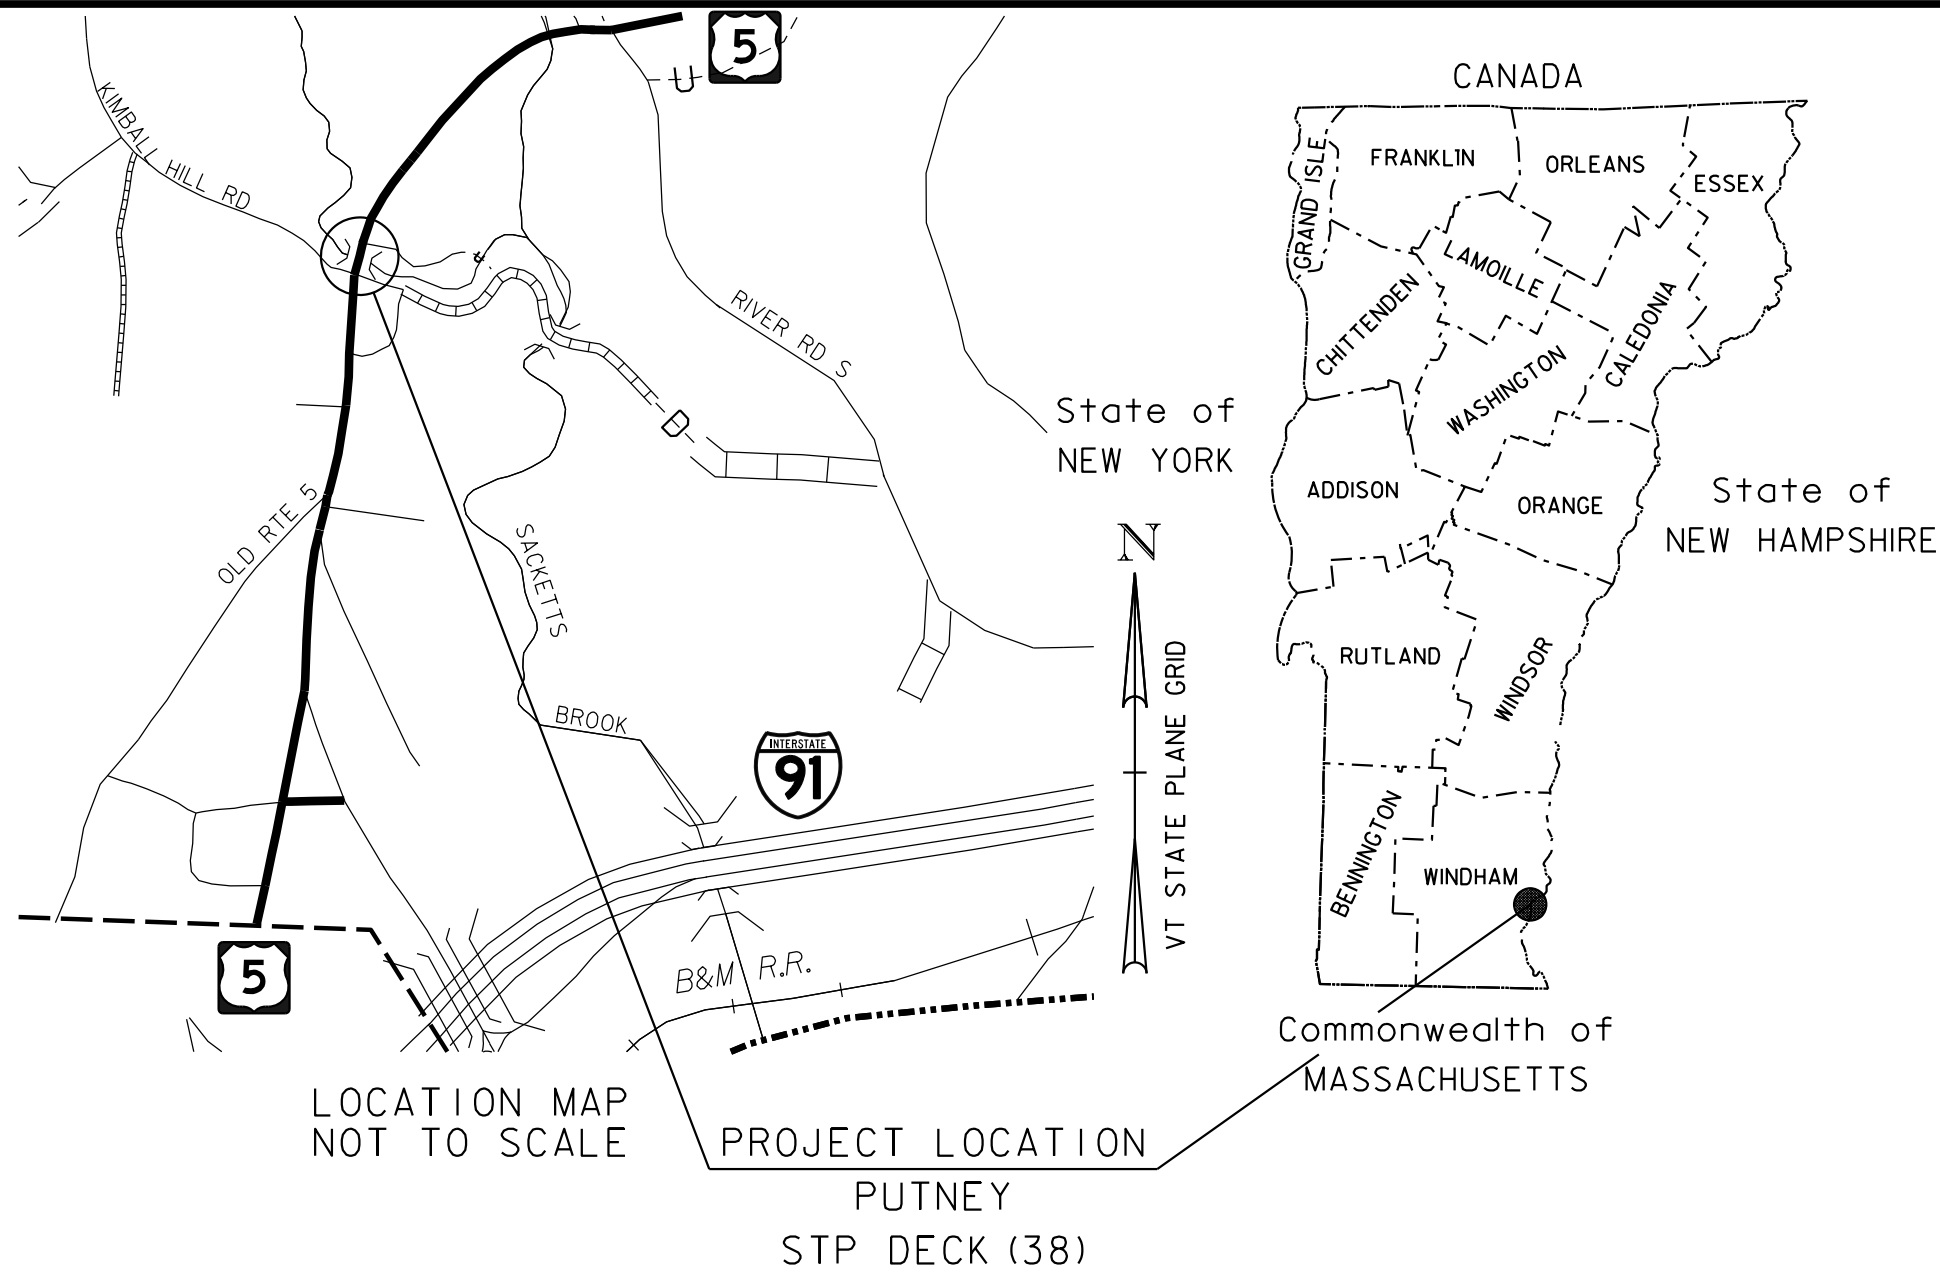 5
U
KIMBALL HILL RD
RIVER RD S
D
OLD RTE 5
SACKETTS
BROOK
INTERSTATE
91
B&M R.R.
5
N
VT STATE PLANE GRID
CANADA
GRAND ISLE
FRANKLIN
ORLEANS
ESSEX
LAMOILLE
CHITTENDEN
CALEDONIA
WASHINGTON
State of
NEW YORK
ADDISON
ORANGE
State of
NEW HAMPSHIRE
RUTLAND
WINDSOR
BENNINGTON
WINDHAM
Commonwealth of
MASSACHUSETTS
LOCATION MAP
NOT TO SCALE
PROJECT LOCATION
PUTNEY
STP DECK (38)